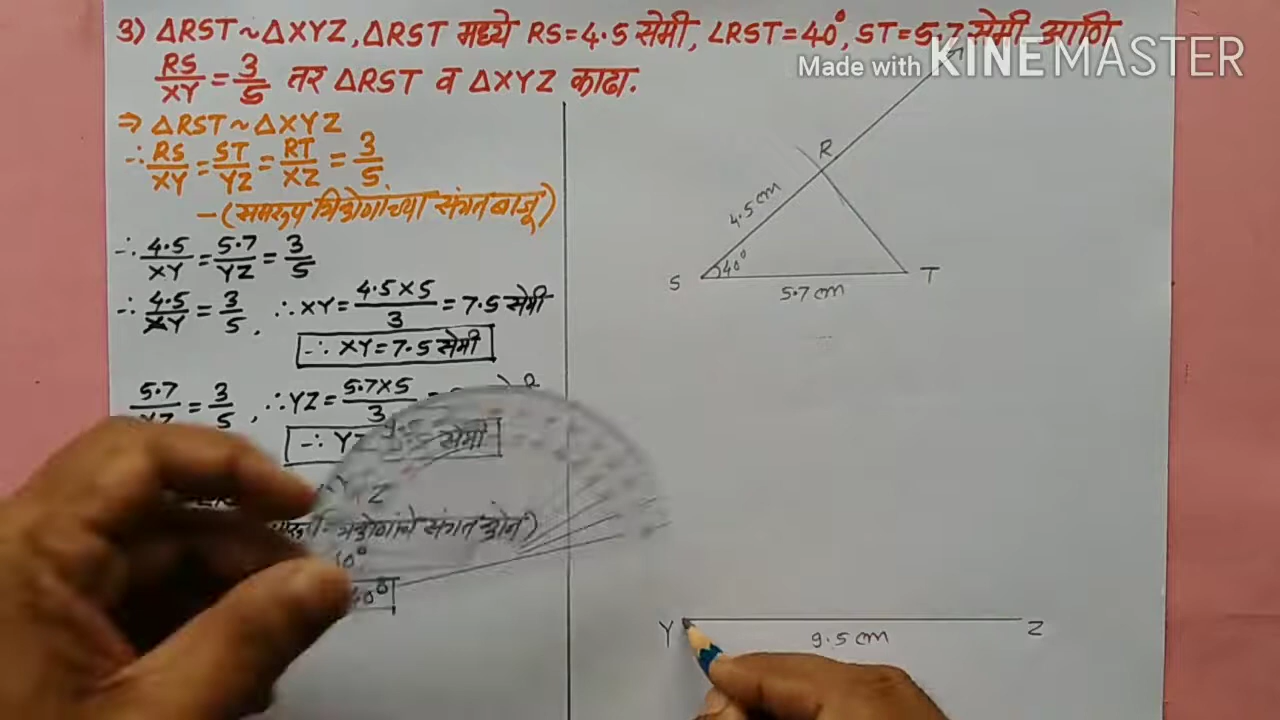 3) ΔRST ~ ΔXYZ, ΔRST मध्ये RS = 4.5 सेमी, ∠RST = 40°, ST = 5.7 सेमी आणि
RS/XY = 3/5 तर ΔRST व ΔXYZ काढा.
Made with KINEMASTER
⇒ ΔRST ~ ΔXYZ
∴ RS/XY = ST/YZ = RT/XZ = 3/5
- (समरूप त्रिकोणांच्या संगत बाजू)
∴ 4.5/XY = 5.7/YZ = 3/5
∴ 4.5/XY = 3/5, ∴ XY = 4.5×5/3 = 7.5 सेमी
∴ XY = 7.5 सेमी
5.7/YZ = 3/5, ∴ YZ = 5.7×5/3 =
∴ Y सेमी
Z
त्रिकोणांचे संगत कोन)
40°
R
4.5 cm
40°
S
T
5.7 cm
Y
Z
9.5 cm